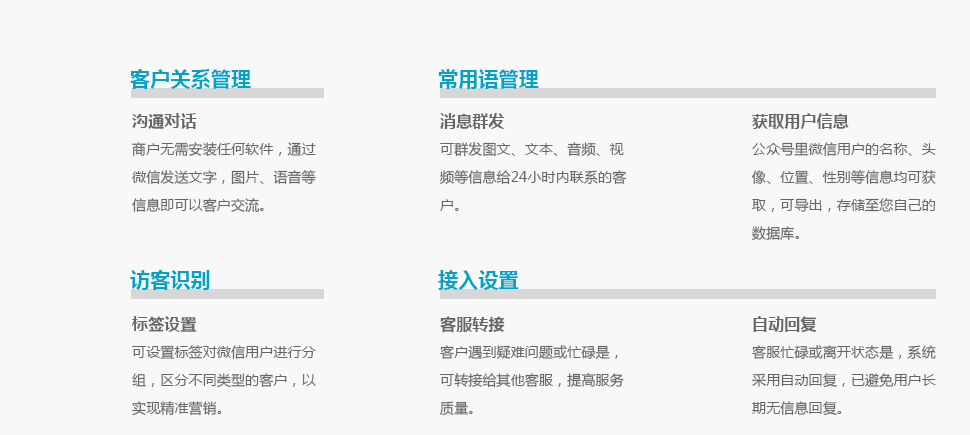 客户关系管理
沟通对话
商户无需安装任何软件，通过
微信发送文字，图片、语音等
信息即可以客户交流。
常用语管理
消息群发
可群发图文、文本、音频、视
频等信息给24小时内联系的客
户。
获取用户信息
公众号里微信用户的名称、头
像、位置、性别等信息均可获
取，可导出，存储至您自己的
数据库。
访客识别
标签设置
可设置标签对微信用户进行分
组，区分不同类型的客户，以
实现精准营销。
接入设置
客服转接
客户遇到疑难问题或忙碌是，
可转接给其他客服，提高服务
质量。
自动回复
客服忙碌或离开状态是，系统
采用自动回复，已避免用户长
期无信息回复。